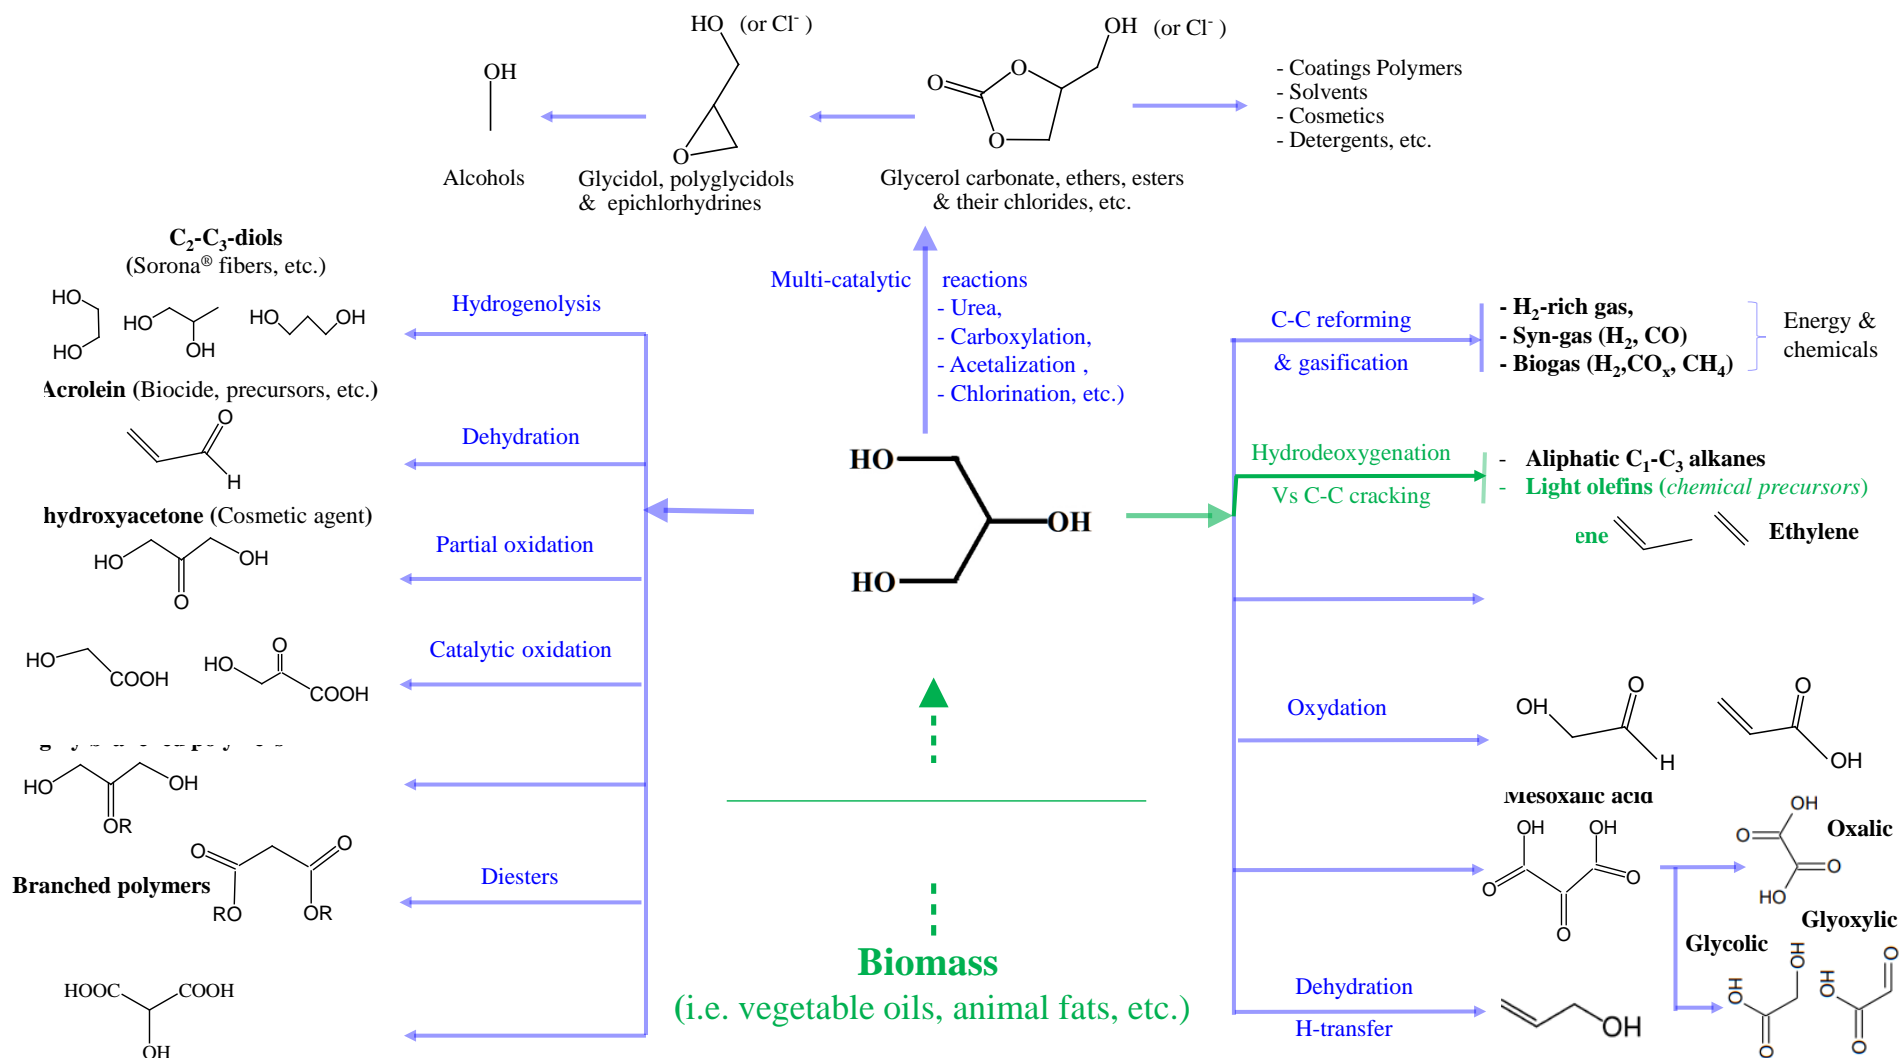 HO (or Cl⁻ )
OH (or Cl⁻ )
OH
O
O
O
O
- Coatings Polymers
- Solvents
- Cosmetics
- Detergents, etc.
Alcohols
Glycidol, polyglycidols
& epichlorhydrines
Glycerol carbonate, ethers, esters
& their chlorides, etc.
C₂-C₃-diols
(Sorona® fibers, etc.)
HO
HO
HO
OH
HO
OH
Hydrogenolysis
Multi-catalytic reactions
- Urea,
- Carboxylation,
- Acetalization ,
- Chlorination, etc.)
C-C reforming
& gasification
- H₂-rich gas,
- Syn-gas (H₂, CO)
- Biogas (H₂,COₓ, CH₄)
Energy &
chemicals
Acrolein (Biocide, precursors, etc.)
O
H
Dehydration
HO
OH
HO
Hydrodeoxygenation
Vs C-C cracking
- Aliphatic C₁-C₃ alkanes
- Light olefins (chemical precursors)
ene
Ethylene
hydroxyacetone (Cosmetic agent)
HO
OH
O
Partial oxidation
HO
COOH
HO
O
COOH
Catalytic oxidation
Oxydation
OH
O
H
O
OH
HO
OH
OR
Mesoxalic acid
OH
OH
O
O
O
OH
O
O
HO
Oxalic
Branched polymers
O
O
RO
OR
Diesters
Glyoxylic
Glycolic
OH
HO
O
O
OH
O
HOOC
COOH
OH
Biomass
(i.e. vegetable oils, animal fats, etc.)
Dehydration
H-transfer
OH